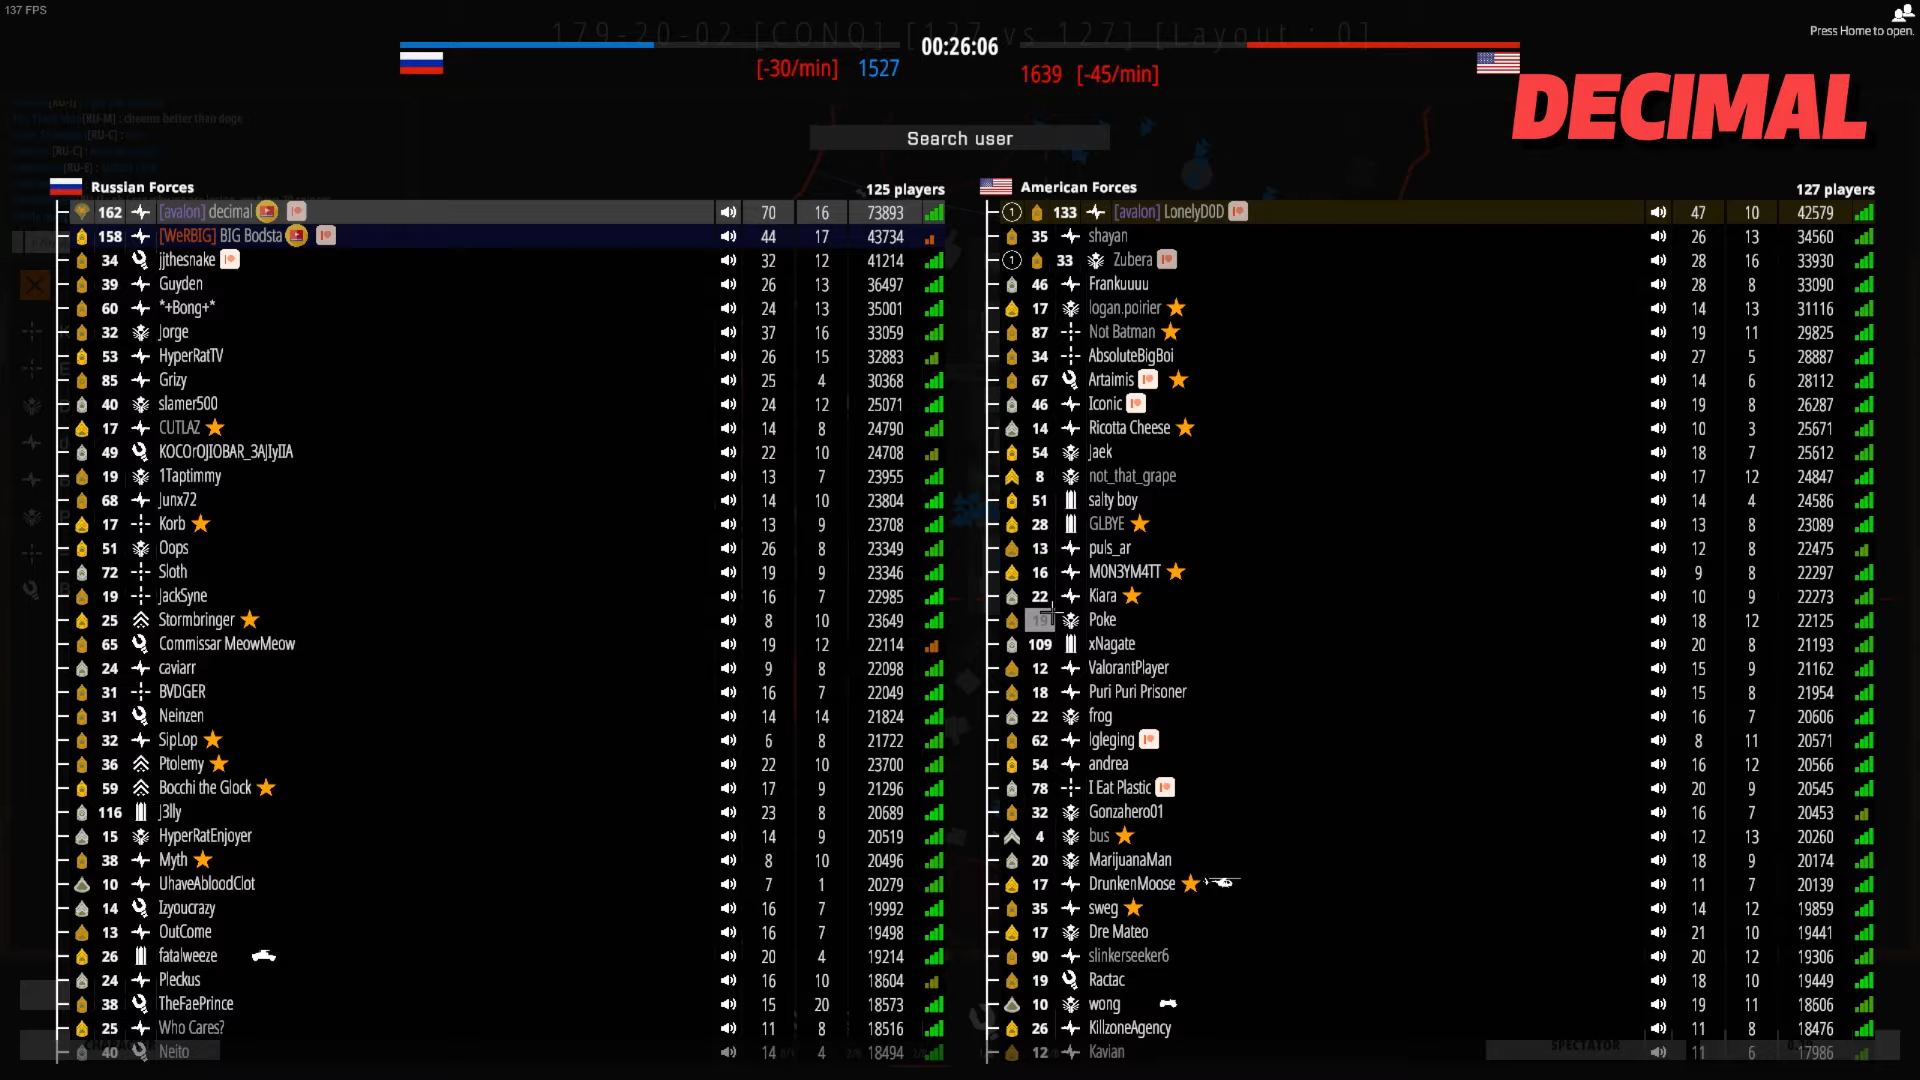 137 FPS
179-20-02 [CONQ] [127 vs 127] [Layout : 0]
00:26:06
[-30/min] 1527
1639 [-45/min]
Press Home to open.
DECIMAL
cheems better than doge
Search user
Russian Forces 125 players
162 [avalon] decimal 70 16 73893
158 [WeRBIG] BIG Bodsta 44 17 43734
34 jjthesnake 32 12 41214
39 Guyden 26 13 36497
60 *+Bong+* 24 13 35001
32 Jorge 37 16 33059
53 HyperRatTV 26 15 32883
85 Grizy 25 4 30368
40 slamer500 24 12 25071
17 CUTLAZ 14 8 24790
49 KOCOrOJIOBAR_3AJIyIIA 22 10 24708
19 1Taptimmy 13 7 23955
68 Junx72 14 10 23804
17 Korb 13 9 23708
51 Oops 26 8 23349
72 Sloth 19 9 23346
19 JackSyne 16 7 22985
25 Stormbringer 8 10 23649
65 Commissar MeowMeow 19 12 22114
24 caviarr 9 8 22098
31 BVDGER 16 7 22049
31 Neinzen 14 14 21824
32 SipLop 6 8 21722
36 Ptolemy 22 10 23700
59 Bocchi the Glock 17 9 21296
116 J3lly 23 8 20689
15 HyperRatEnjoyer 14 9 20519
38 Myth 8 10 20496
10 UhaveAbloodClot 7 1 20279
14 Izyoucrazy 16 7 19992
13 OutCome 16 7 19498
26 fatalweeze 20 4 19214
24 Pleckus 16 10 18604
38 TheFaePrince 15 20 18573
25 Who Cares? 11 8 18516
40 Neito 14 4 18494
American Forces 127 players
1 133 [avalon] LonelyD0D 47 10 42579
35 shayan 26 13 34560
1 33 Zubera 28 16 33930
46 Frankuuuu 28 8 33090
17 logan.poirier 14 13 31116
87 Not Batman 19 11 29825
34 AbsoluteBigBoi 27 5 28887
67 Artaimis 14 6 28112
46 Iconic 19 8 26287
14 Ricotta Cheese 10 3 25671
54 Jaek 18 7 25612
8 not_that_grape 17 12 24847
51 salty boy 14 4 24586
28 GLBYE 13 8 23089
13 puls_ar 12 8 22475
16 M0N3YM4TT 9 8 22297
22 Kiara 10 9 22273
19 Poke 18 12 22125
109 xNagate 20 8 21193
12 ValorantPlayer 15 9 21162
18 Puri Puri Prisoner 15 8 21954
22 frog 16 7 20606
62 lgleging 8 11 20571
54 andrea 16 12 20566
78 I Eat Plastic 20 9 20545
32 Gonzahero01 16 7 20453
4 bus 12 13 20260
20 MarijuanaMan 18 9 20174
17 DrunkenMoose 11 7 20139
35 sweg 14 12 19859
17 Dre Mateo 21 10 19441
90 slinkerseeker6 20 12 19306
19 Ractac 18 10 19449
10 wong 19 11 18606
26 KillzoneAgency 11 8 18476
12 Kavian 11 6 17986
SPECTATOR